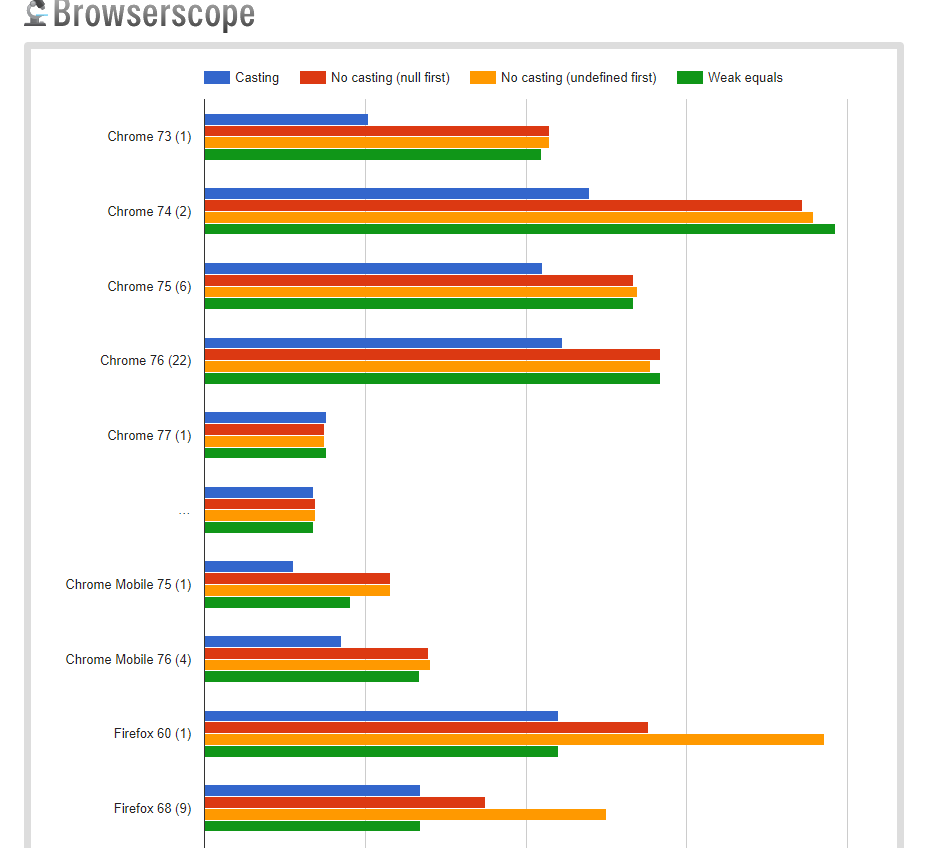 Browserscope
Casting No casting (null first) No casting (undefined first) Weak equals
Chrome 73 (1)
Chrome 74 (2)
Chrome 75 (6)
Chrome 76 (22)
Chrome 77 (1)
...
Chrome Mobile 75 (1)
Chrome Mobile 76 (4)
Firefox 60 (1)
Firefox 68 (9)